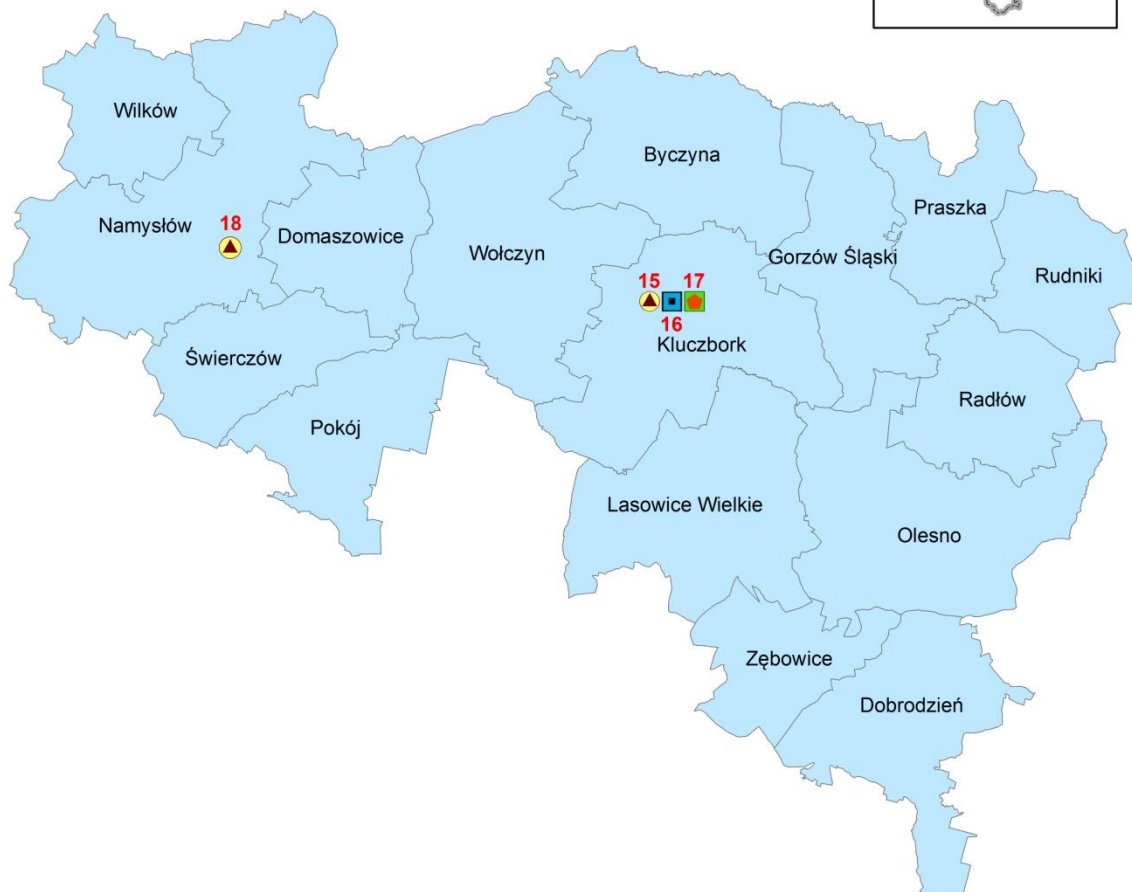 Wilków
Byczyna
Praszka
18
Namysłów
Domaszowice
Wołczyn
Gorzów Śląski
Rudniki
15
17
16
Kluczbork
Świerczów
Radłów
Pokój
Lasowice Wielkie
Olesno
Zębowice
Dobrodzień